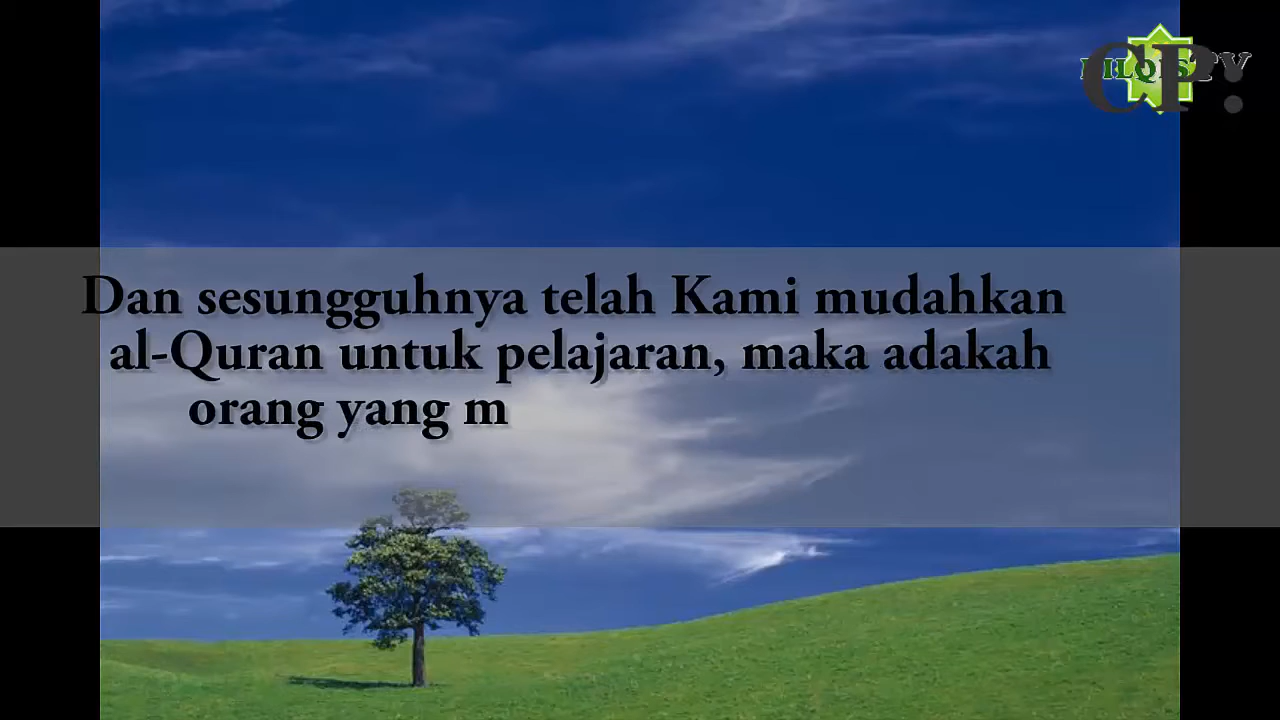 Dan sesungguhnya telah Kami mudahkan
al-Quran untuk pelajaran, maka adakah
orang yang m